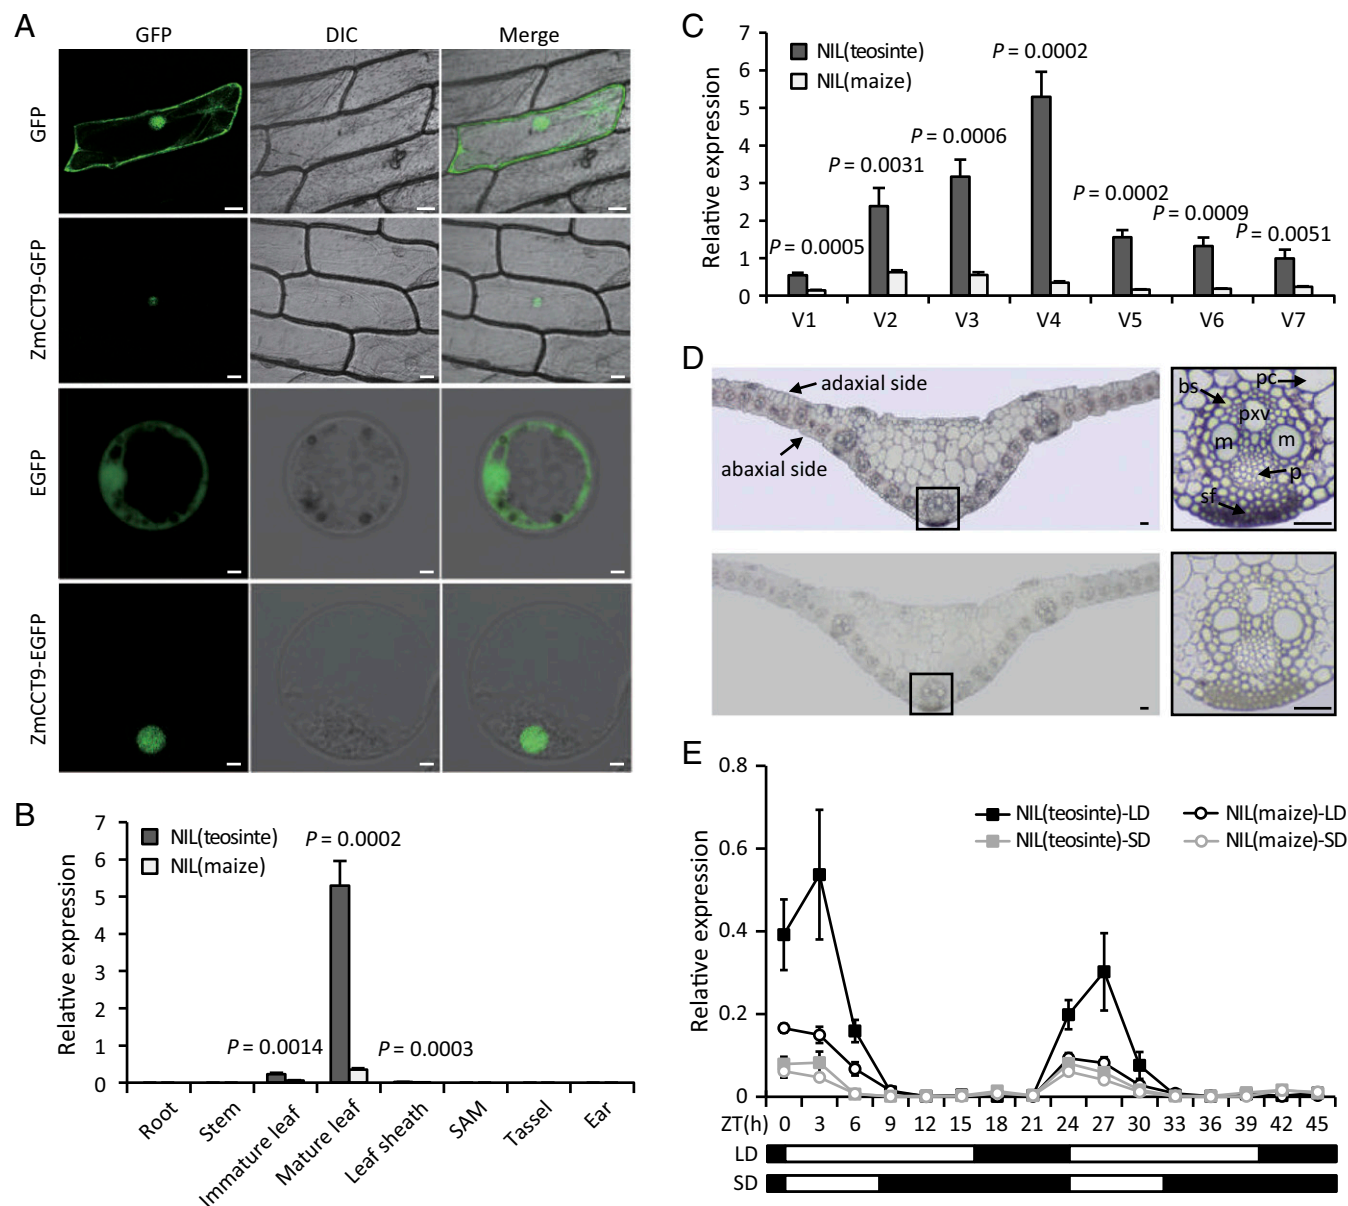 A
GFP DIC Merge
GFP
ZmCCT9-GFP
EGFP
ZmCCT9-EGFP
B
NIL(teosinte)
NIL(maize)
Relative expression
7
6
5
4
3
2
1
0
P = 0.0014
P = 0.0002
P = 0.0003
Root Stem Immature leaf Mature leaf Leaf sheath SAM Tassel Ear
C
NIL(teosinte)
NIL(maize)
Relative expression
7
6
5
4
3
2
1
0
P = 0.0005
P = 0.0031
P = 0.0006
P = 0.0002
P = 0.0002
P = 0.0009
P = 0.0051
V1 V2 V3 V4 V5 V6 V7
D
adaxial side
abaxial side
pc
bs
pxv
m m
p
sf
E
NIL(teosinte)-LD NIL(maize)-LD
NIL(teosinte)-SD NIL(maize)-SD
Relative expression
0.8
0.6
0.4
0.2
0
ZT(h) 0 3 6 9 12 15 18 21 24 27 30 33 36 39 42 45
LD
SD